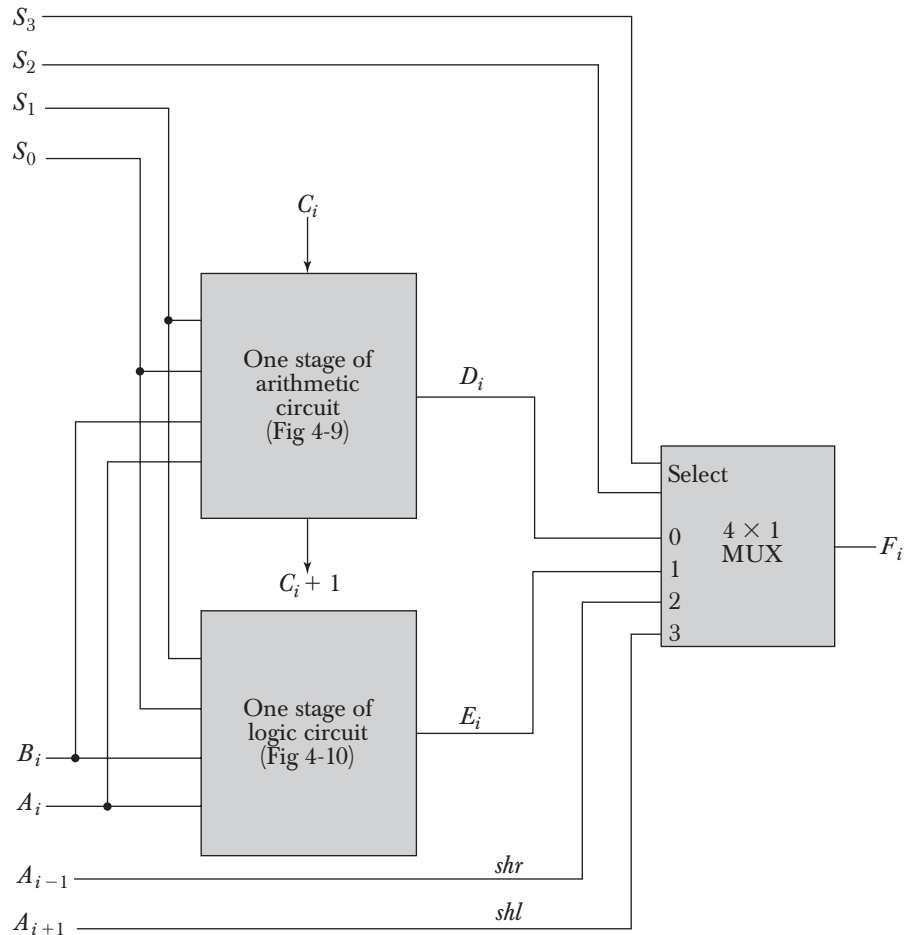 S₃
S₂
S₁
S₀
Cᵢ
One stage of
arithmetic
circuit
(Fig 4-9)
Dᵢ
Select
4 × 1
MUX
0
1
2
3
Fᵢ
Cᵢ + 1
One stage of
logic circuit
(Fig 4-10)
Eᵢ
Bᵢ
Aᵢ
Aᵢ₋₁
shr
Aᵢ₊₁
shl